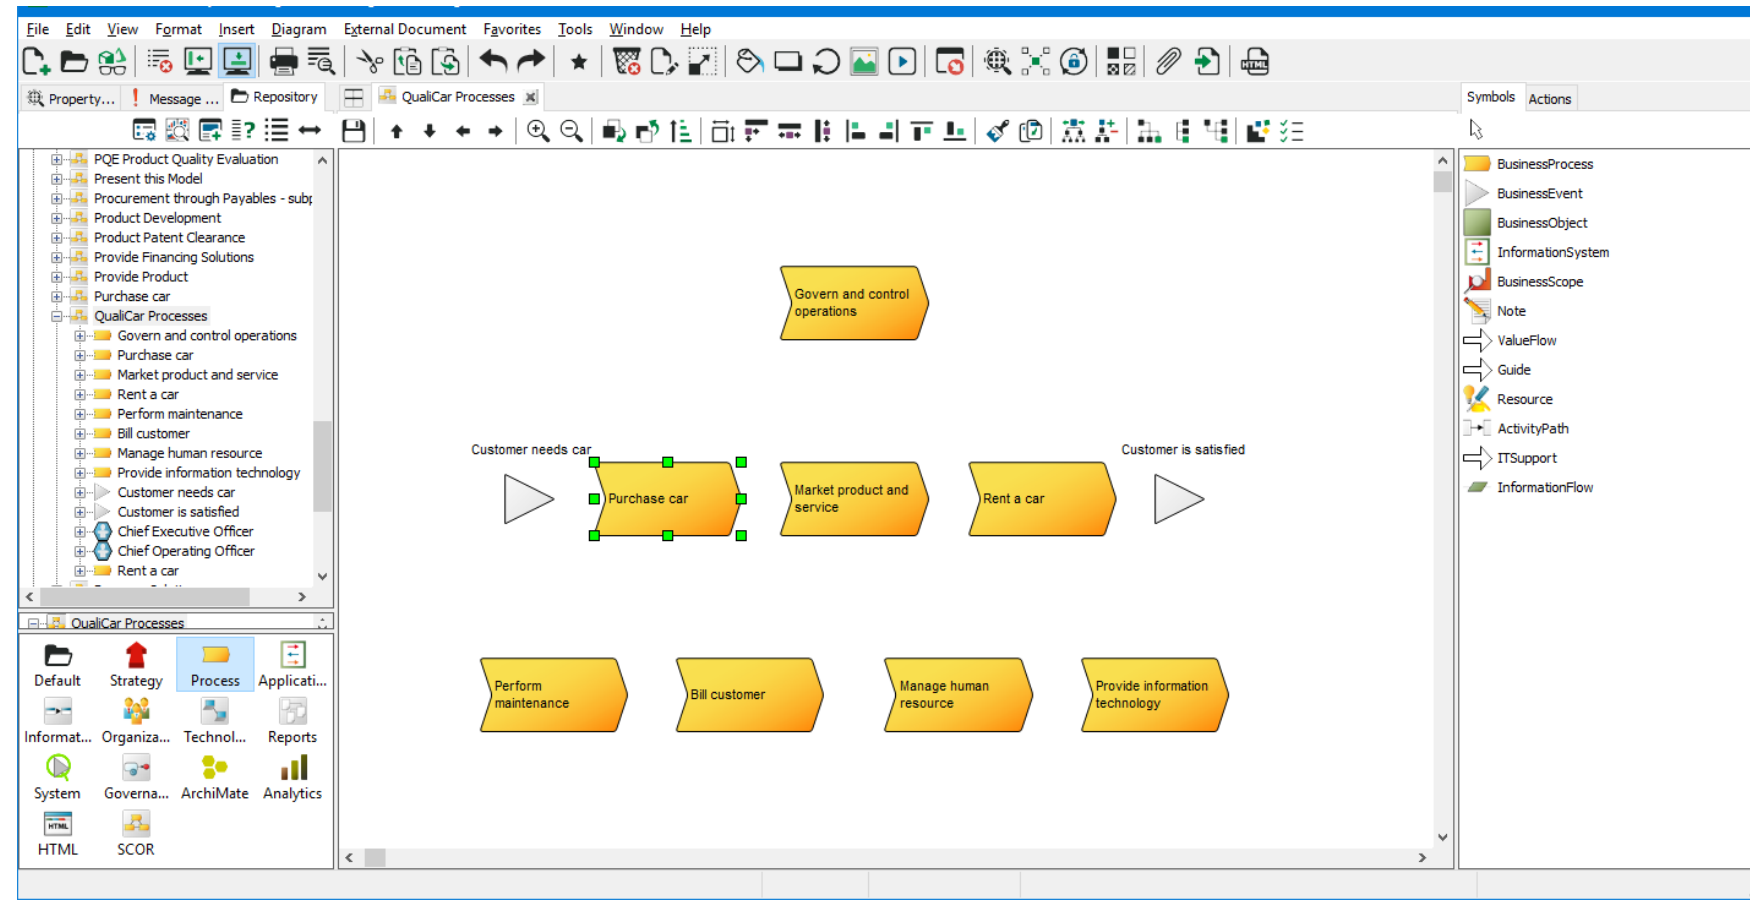 File Edit View Format Insert Diagram External Document Favorites Tools Window Help
Property... Message ... Repository
QualiCar Processes
Symbols Actions
PQE Product Quality Evaluation
Present this Model
Procurement through Payables - subp
Product Development
Product Patent Clearance
Provide Financing Solutions
Provide Product
Purchase car
QualiCar Processes
Govern and control operations
Purchase car
Market product and service
Rent a car
Perform maintenance
Bill customer
Manage human resource
Provide information technology
Customer needs car
Customer is satisfied
Chief Executive Officer
Chief Operating Officer
Rent a car
QualiCar Processes
Default Strategy Process Applicati...
Informat... Organiza... Technol... Reports
System Governa... ArchiMate Analytics
HTML SCOR
Govern and control
operations
Customer needs car
Customer is satisfied
Purchase car
Market product and
service
Rent a car
Perform
maintenance
Bill customer
Manage human
resource
Provide information
technology
BusinessProcess
BusinessEvent
BusinessObject
InformationSystem
BusinessScope
Note
ValueFlow
Guide
Resource
ActivityPath
ITSupport
InformationFlow